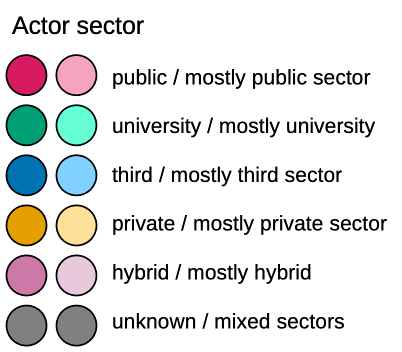 Actor sector
public / mostly public sector
university / mostly university
third / mostly third sector
private / mostly private sector
hybrid / mostly hybrid
unknown / mixed sectors